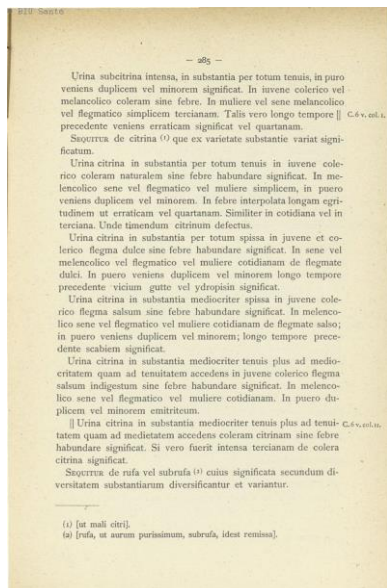 BIU Santé
— 285 —
Urina subcitrina intensa, in substantia per totum tenuis, in puro
veniens duplicem vel minorem significat. In iuvene colerico vel
melancolico coleram sine febre. In muliere vel sene melencolico
vel flegmatico simplicem tercianam. Talis vero longo tempore || C. 6 v. col. 1.
precedente veniens erraticam significat vel quartanam.
Sequitur de citrina (1) que ex varietate substantie variat signi-
ficatum.
Urina citrina in substantia per totum tenuis in iuvene cole-
rico coleram naturalem sine febre habundare significat. In me-
lencolico sene vel flegmatico vel muliere simplicem, in puero
veniens duplicem vel minorem. In febre interpolata longam egri-
tudinem ut erraticam vel quartanam. Similiter in cotidiana vel in
terciana. Unde timendum citrinum defectus.
Urina citrina in substantia per totum spissa in juvene et co-
lerico flegma dulce sine febre habundare significat. In sene vel
melencolico vel flegmatico vel muliere cotidianam de flegmate
dulci. In puero veniens duplicem vel minorem longo tempore
precedente vicium gutte vel ydropisin significat.
Urina citrina in substantia mediocriter spissa in juvene cole-
rico flegma salsum sine febre habundare significat. In melenco-
lico sene vel flegmatico vel muliere cotidianam de flegmate salso;
in puero veniens duplicem vel minorem; longo tempore prece-
dente scabiem significat.
Urina citrina in substantia mediocriter tenuis plus ad medio-
critatem quam ad tenuitatem accedens in juvene colerico flegma
salsum indigestum sine febre habundare significat. In melenco-
lico sene vel flegmatico vel muliere cotidianam. In puero du-
plicem vel minorem emitriteum.
|| Urina citrina in substantia mediocriter tenuis plus ad tenui- C. 6 v. col. 2.
tatem quam ad medietatem accedens coleram citrinam sine febre
habundare significat. Si vero fuerit intensa tercianam de colera
citrina significat.
Sequitur de rufa vel subrufa (2) cuius significata secundum di-
versitatem substantiarum diversificantur et variantur.
(1) [ut mali citri].
(2) [rufa, ut aurem purissimum, subrufa, idest remissa].